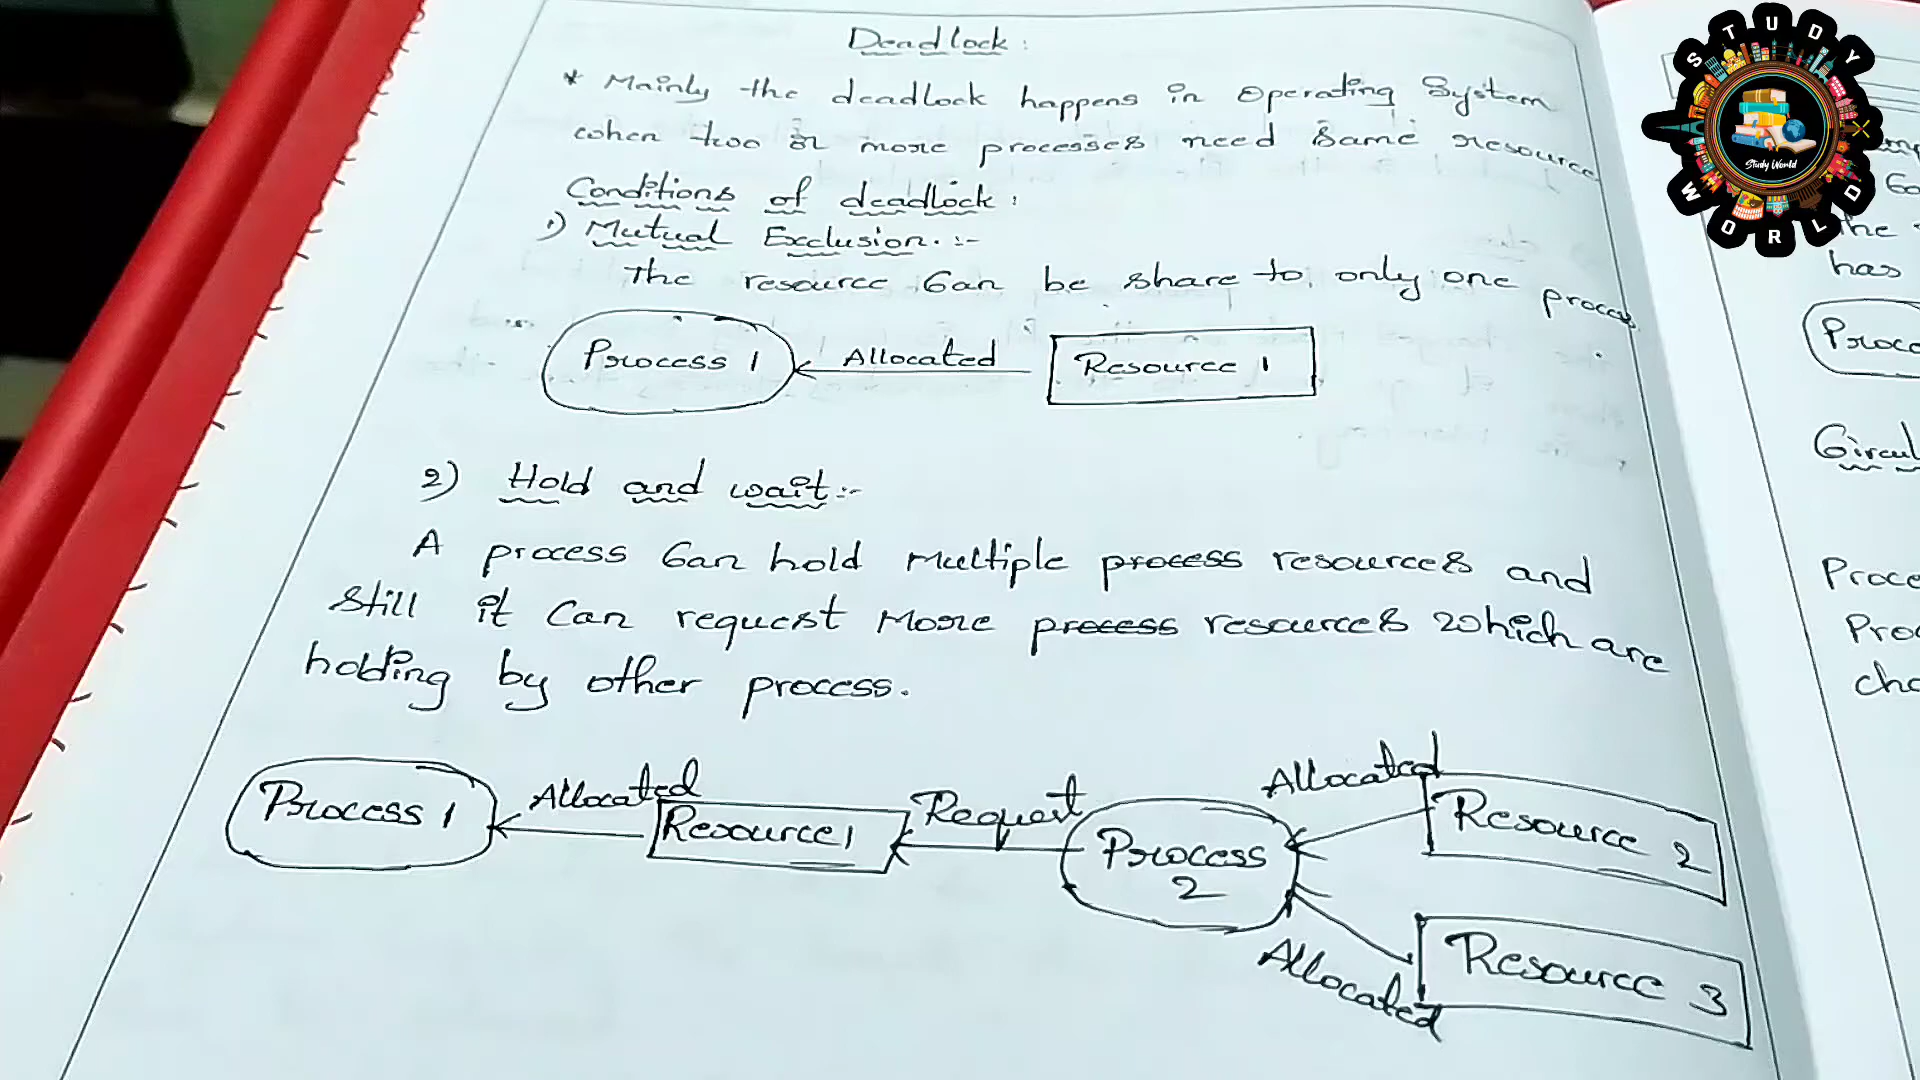 Deadlock:
* Mainly the deadlock happens in Operating System
when two or more processes need same resource
Conditions of deadlock:
1) Mutual Exclusion.:-
The resource can be share to only one process
Process 1
Allocated
Resource 1
2) Hold and wait:-
A process can hold Multiple process resources and
still it can request More process resources which are
holding by other process.
Process 1
Allocated
Resource 1
Request
Process
2
Allocated
Resource 2
Allocated
Resource 3
the
has
STUDY
WORLD
Study World